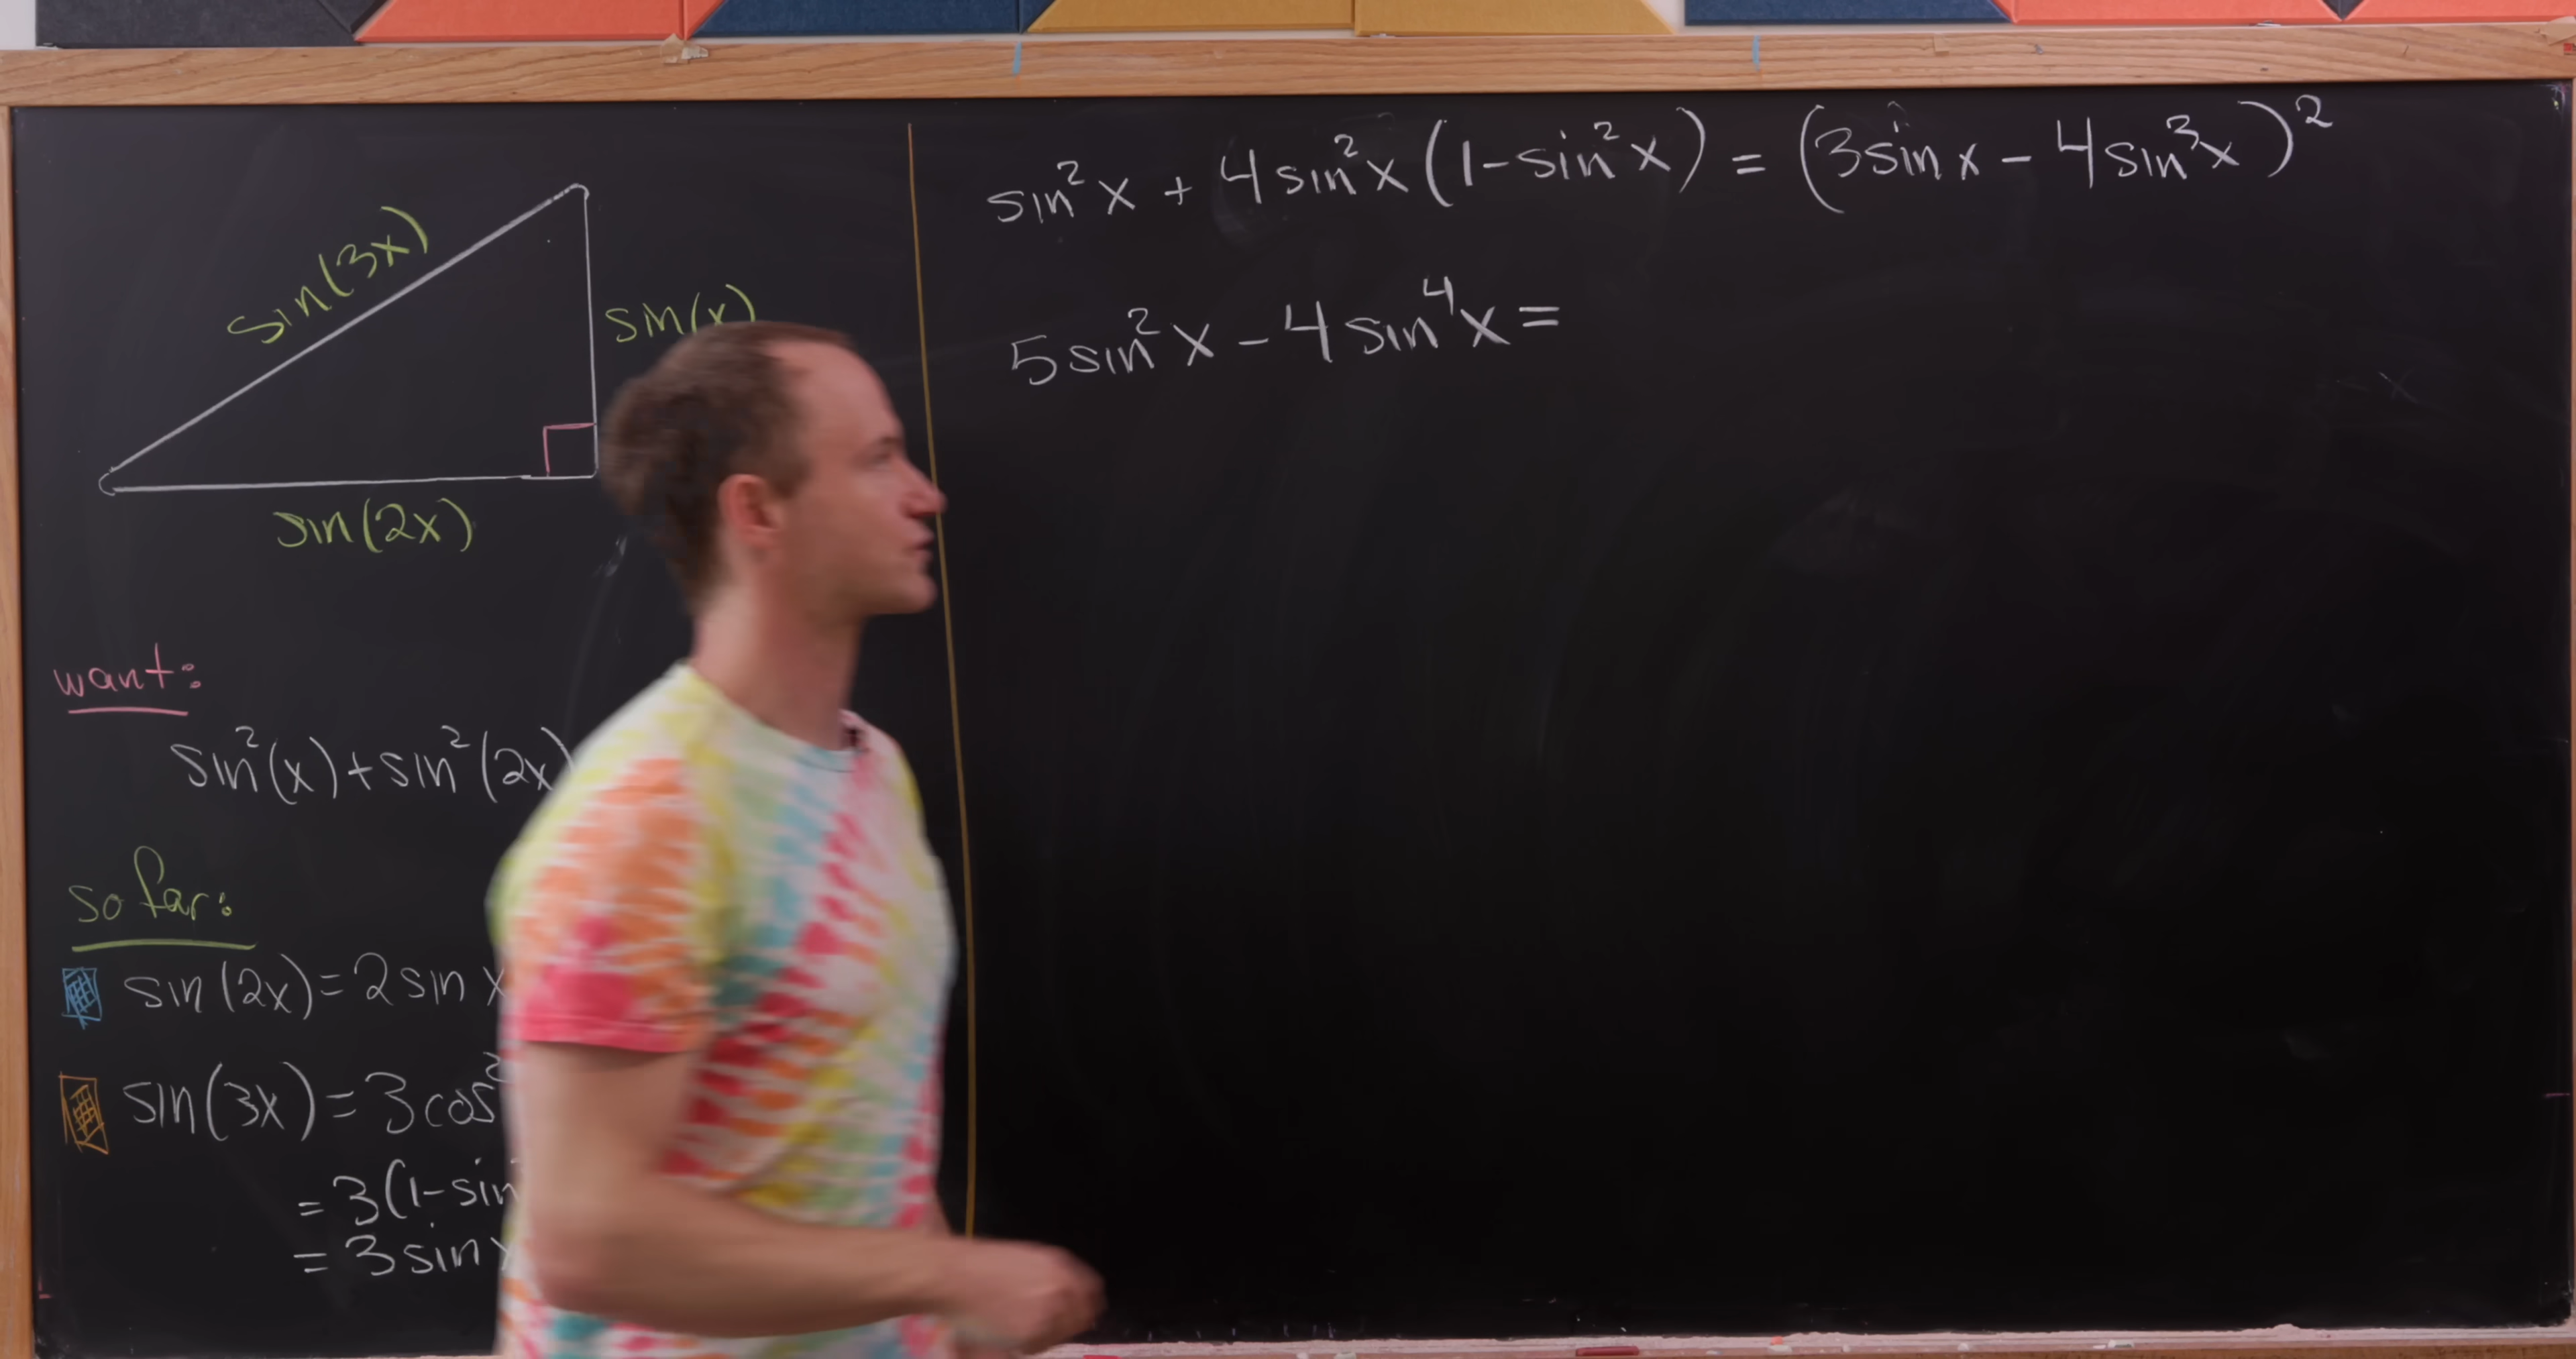 sin(3x)
sin(x)
sin(2x)
want:
sin²(x)+sin²(2x)
so far:
sin(2x)=2sin x
sin(3x)=3cos²
=3(1-sin
=3sin x
sin²x + 4sin²x(1-sin²x) = (3sin x - 4sin³x)²
5sin²x - 4sin⁴x =